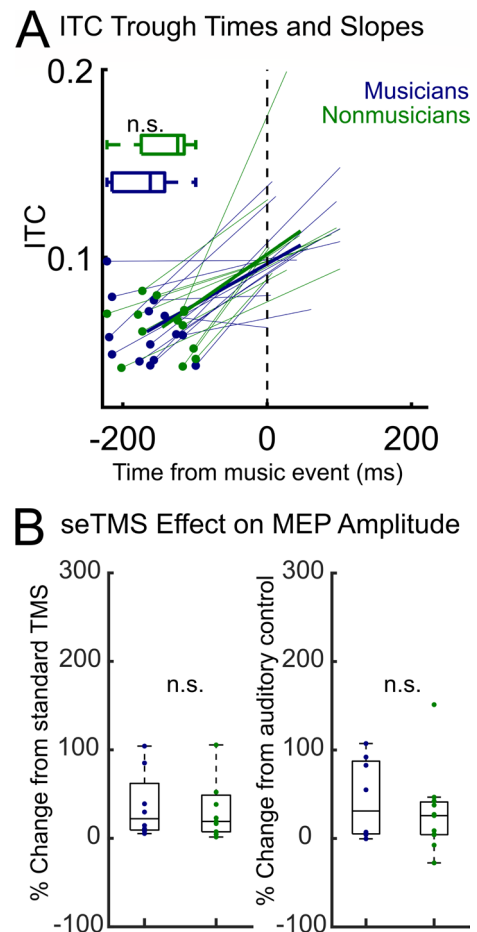 A ITC Trough Times and Slopes
0.2
Musicians
Nonmusicians
n.s.
ITC
0.1
-200 0 200
Time from music event (ms)
B seTMS Effect on MEP Amplitude
% Change from standard TMS
300
200
n.s.
100
0
-100
% Change from auditory control
300
200
n.s.
100
0
-100